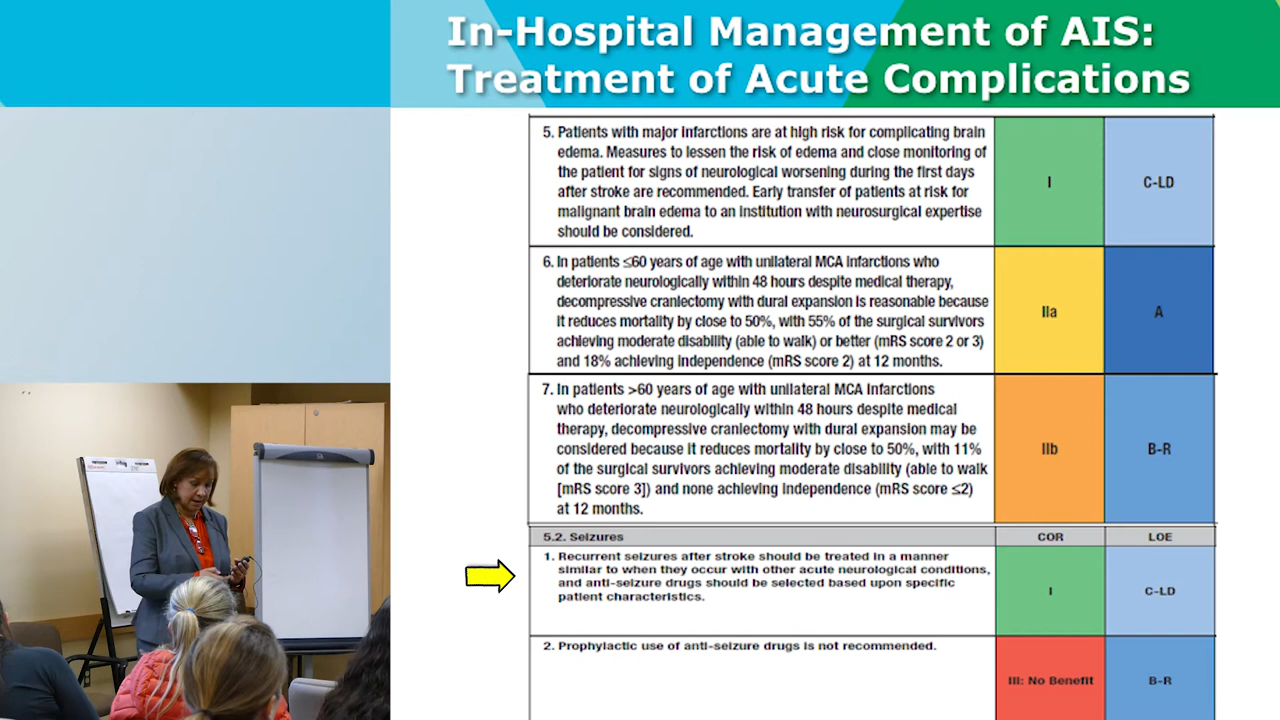 In-Hospital Management of AIS:
Treatment of Acute Complications
5. Patients with major infarctions are at high risk for complicating brain
edema. Measures to lessen the risk of edema and close monitoring of
the patient for signs of neurological worsening during the first days
after stroke are recommended. Early transfer of patients at risk for
malignant brain edema to an institution with neurosurgical expertise
should be considered.
I
C-LD
6. In patients ≤60 years of age with unilateral MCA infarctions who
deteriorate neurologically within 48 hours despite medical therapy,
decompressive craniectomy with dural expansion is reasonable because
it reduces mortality by close to 50%, with 55% of the surgical survivors
achieving moderate disability (able to walk) or better (mRS score 2 or 3)
and 18% achieving independence (mRS score 2) at 12 months.
IIa
A
7. In patients >60 years of age with unilateral MCA infarctions
who deteriorate neurologically within 48 hours despite medical
therapy, decompressive craniectomy with dural expansion may be
considered because it reduces mortality by close to 50%, with 11%
of the surgical survivors achieving moderate disability (able to walk
[mRS score 3]) and none achieving independence (mRS score ≤2)
at 12 months.
IIb
B-R
5.2. Seizures
COR
LOE
1. Recurrent seizures after stroke should be treated in a manner
similar to when they occur with other acute neurological conditions,
and anti-seizure drugs should be selected based upon specific
patient characteristics.
I
C-LD
2. Prophylactic use of anti-seizure drugs is not recommended.
III: No Benefit
B-R